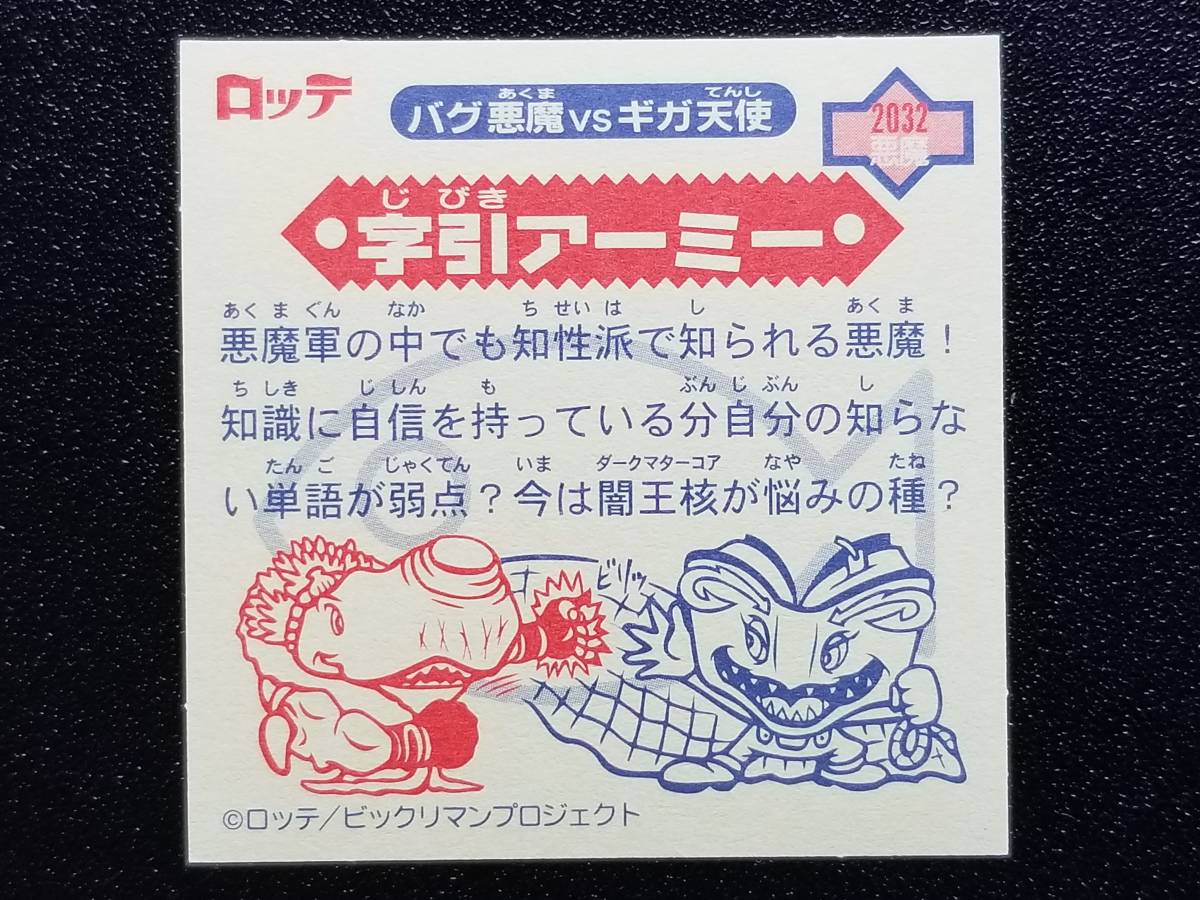 ロッテ
バグ悪魔vsギガ天使
あくま てんし
2032
悪魔
じびき
字引アーミー
あくまぐん なか ちせいは し あくま
悪魔軍の中でも知性派で知られる悪魔！
ちしき じしん も ぶんじぶん し
知識に自信を持っている分自分の知らな
たんご じゃくてん いま ダークマターコア なや たね
い単語が弱点？今は闇王核が悩みの種？
ビリッ
©ロッテ/ビックリマンプロジェクト